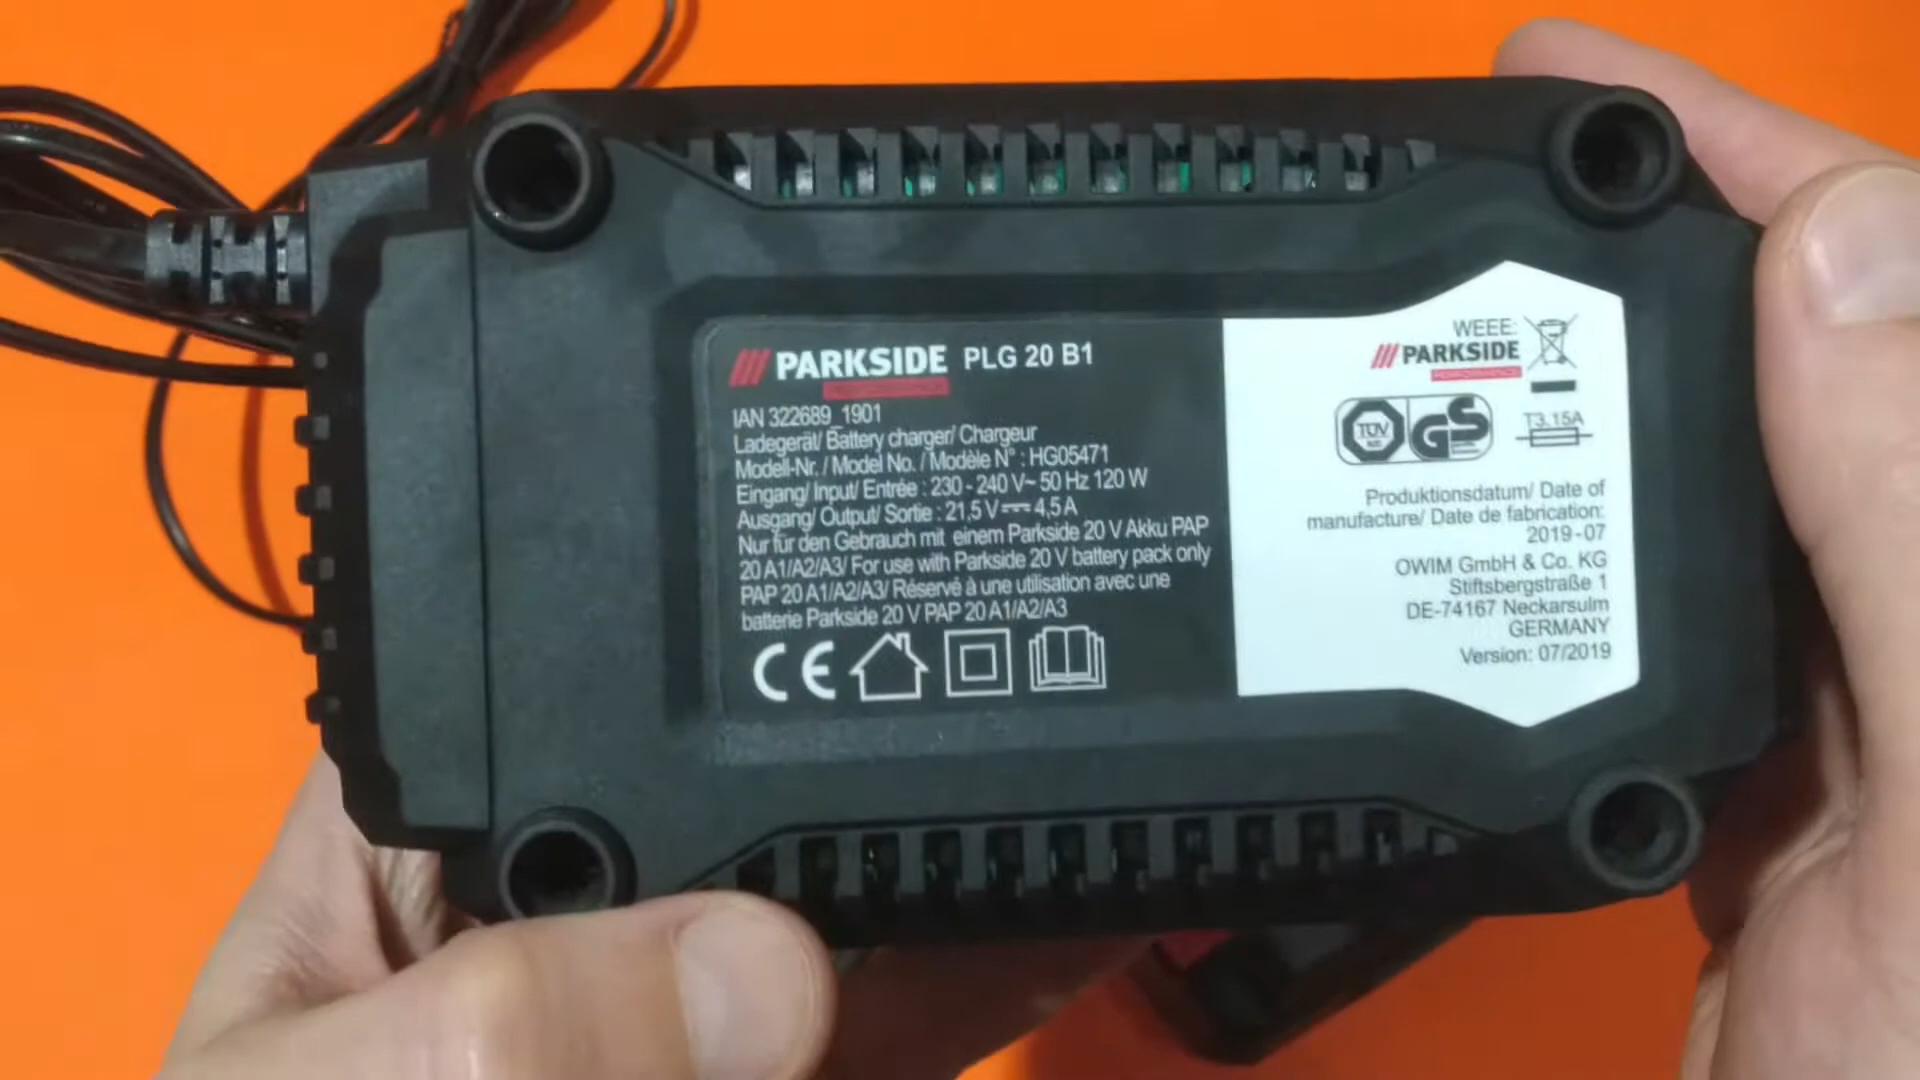 PARKSIDE PLG 20 B1
PERFORMANCE
IAN 322689_1901
Ladegerät/ Battery charger/ Chargeur
Modell-Nr. / Model No. / Modèle N° : HG05471
Eingang/ Input/ Entrée : 230 - 240 V~ 50 Hz 120 W
Ausgang/ Output/ Sortie : 21,5 V⎓ 4,5 A
Nur für den Gebrauch mit einem Parkside 20 V Akku PAP
20 A1/A2/A3/ For use with Parkside 20 V battery pack only
PAP 20 A1/A2/A3/ Réservé à une utilisation avec une
batterie Parkside 20 V PAP 20 A1/A2/A3
CE
WEEE:
PARKSIDE
PERFORMANCE
TÜV
GS
T3.15A
Produktionsdatum/ Date of
manufacture/ Date de fabrication:
2019-07
OWIM GmbH & Co. KG
Stiftsbergstraße 1
DE-74167 Neckarsulm
GERMANY
Version: 07/2019